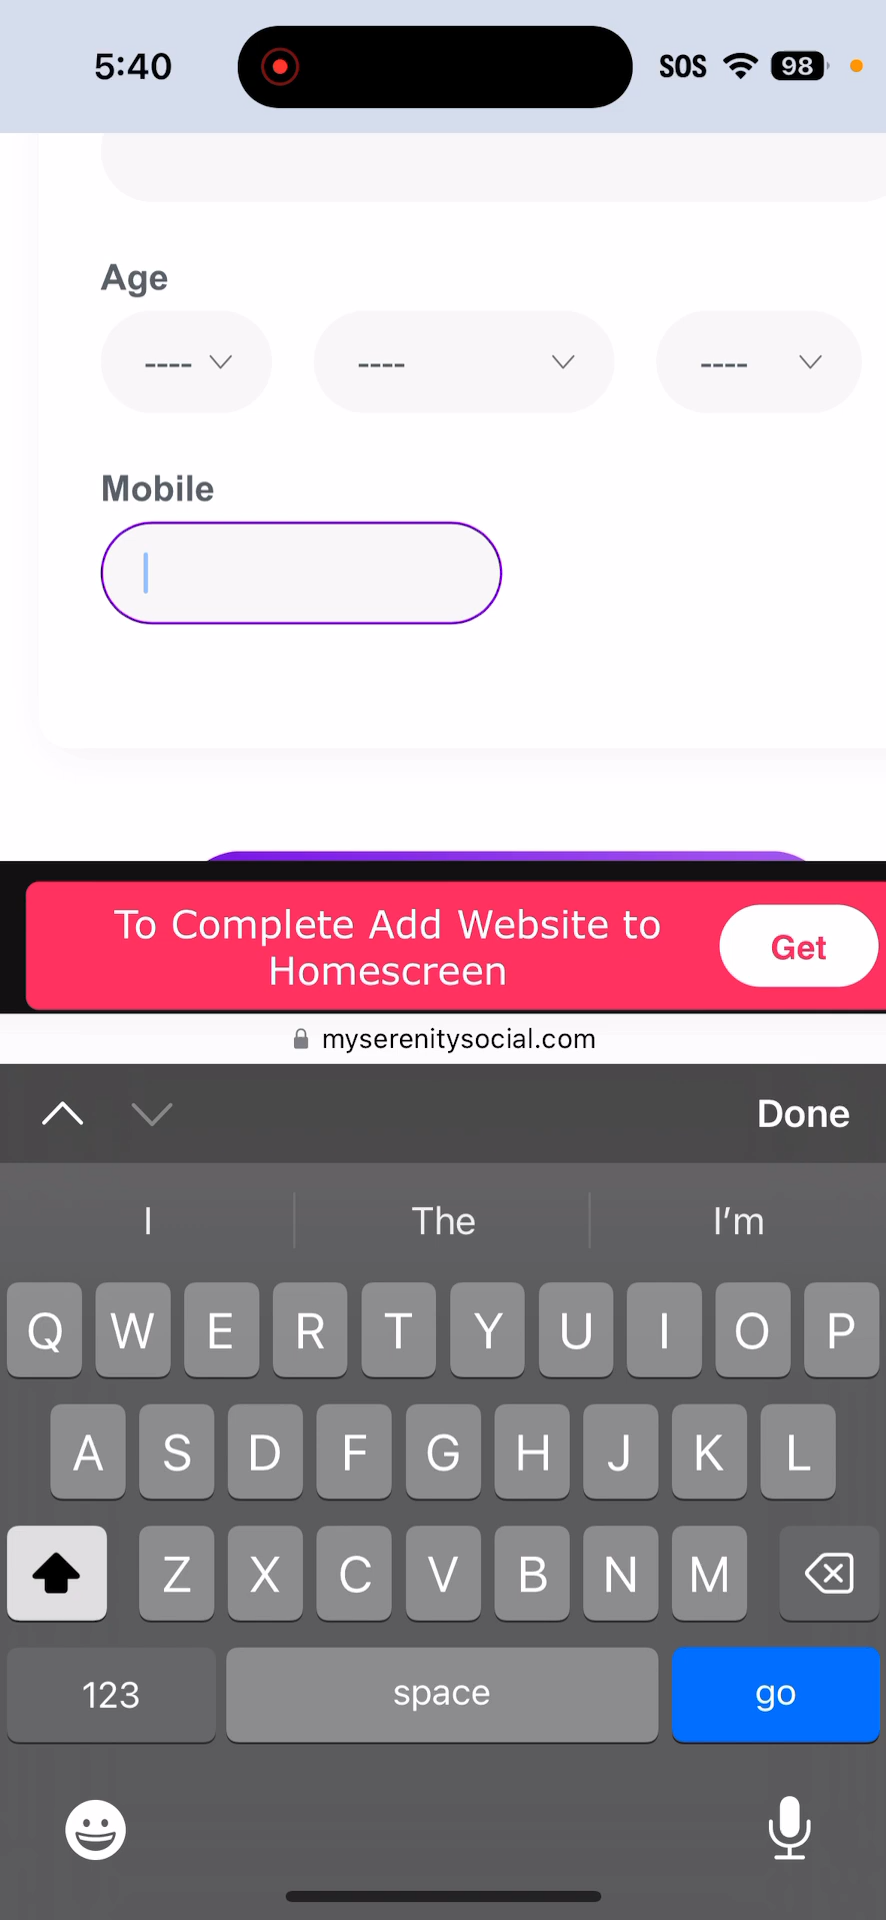 5:40 SOS 98
Age
---- ---- ----
Mobile
To Complete Add Website to
Homescreen
Get
myserenitysocial.com
Done
I The I'm
Q W E R T Y U I O P
A S D F G H J K L
Z X C V B N M
123 space go